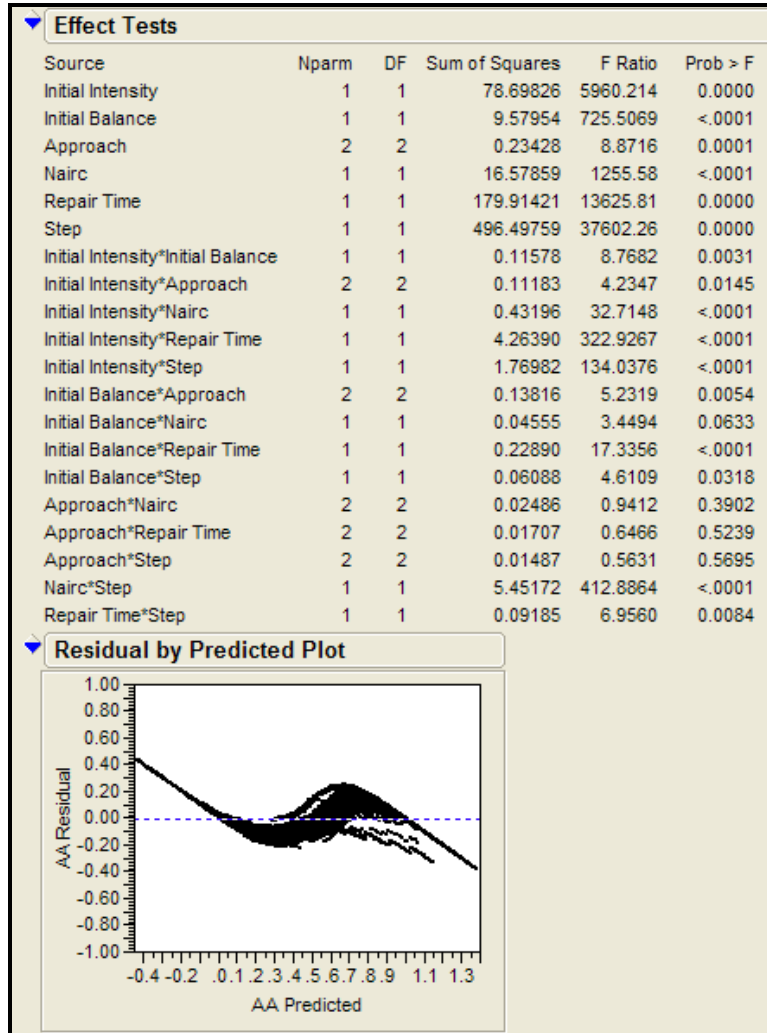 Effect Tests
Source Nparm DF Sum of Squares F Ratio Prob > F
Initial Intensity 1 1 78.69826 5960.214 0.0000
Initial Balance 1 1 9.57954 725.5069 <.0001
Approach 2 2 0.23428 8.8716 0.0001
Nairc 1 1 16.57859 1255.58 <.0001
Repair Time 1 1 179.91421 13625.81 0.0000
Step 1 1 496.49759 37602.26 0.0000
Initial Intensity*Initial Balance 1 1 0.11578 8.7682 0.0031
Initial Intensity*Approach 2 2 0.11183 4.2347 0.0145
Initial Intensity*Nairc 1 1 0.43196 32.7148 <.0001
Initial Intensity*Repair Time 1 1 4.26390 322.9267 <.0001
Initial Intensity*Step 1 1 1.76982 134.0376 <.0001
Initial Balance*Approach 2 2 0.13816 5.2319 0.0054
Initial Balance*Nairc 1 1 0.04555 3.4494 0.0633
Initial Balance*Repair Time 1 1 0.22890 17.3356 <.0001
Initial Balance*Step 1 1 0.06088 4.6109 0.0318
Approach*Nairc 2 2 0.02486 0.9412 0.3902
Approach*Repair Time 2 2 0.01707 0.6466 0.5239
Approach*Step 2 2 0.01487 0.5631 0.5695
Nairc*Step 1 1 5.45172 412.8864 <.0001
Repair Time*Step 1 1 0.09185 6.9560 0.0084
Residual by Predicted Plot
1.00
0.80
0.60
0.40
0.20
0.00
-0.20
-0.40
-0.60
-0.80
-1.00
AA Residual
-0.4 -0.2 .0 .1 .2 .3 .4 .5 .6 .7 .8 .9 1.1 1.3
AA Predicted